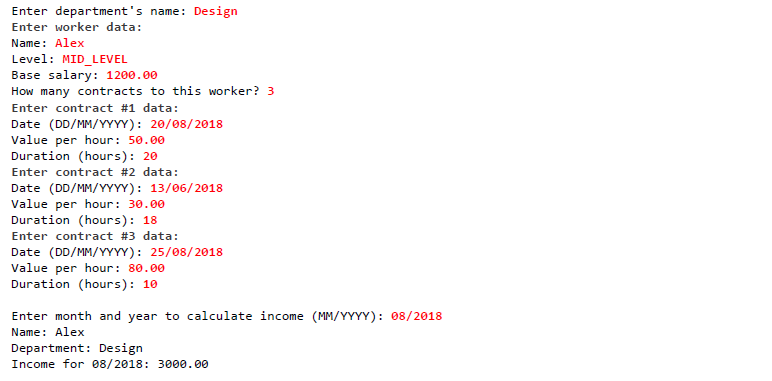 Enter department's name: Design
Enter worker data:
Name: Alex
Level: MID_LEVEL
Base salary: 1200.00
How many contracts to this worker? 3
Enter contract #1 data:
Date (DD/MM/YYYY): 20/08/2018
Value per hour: 50.00
Duration (hours): 20
Enter contract #2 data:
Date (DD/MM/YYYY): 13/06/2018
Value per hour: 30.00
Duration (hours): 18
Enter contract #3 data:
Date (DD/MM/YYYY): 25/08/2018
Value per hour: 80.00
Duration (hours): 10
Enter month and year to calculate income (MM/YYYY): 08/2018
Name: Alex
Department: Design
Income for 08/2018: 3000.00